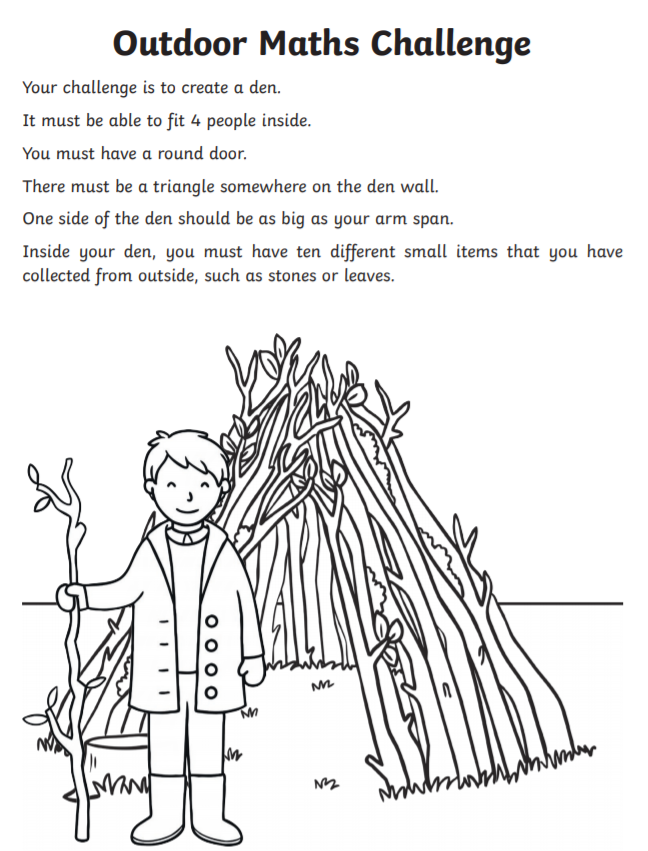 Outdoor Maths Challenge
Your challenge is to create a den.
It must be able to fit 4 people inside.
You must have a round door.
There must be a triangle somewhere on the den wall.
One side of the den should be as big as your arm span.
Inside your den, you must have ten different small items that you have
collected from outside, such as stones or leaves.